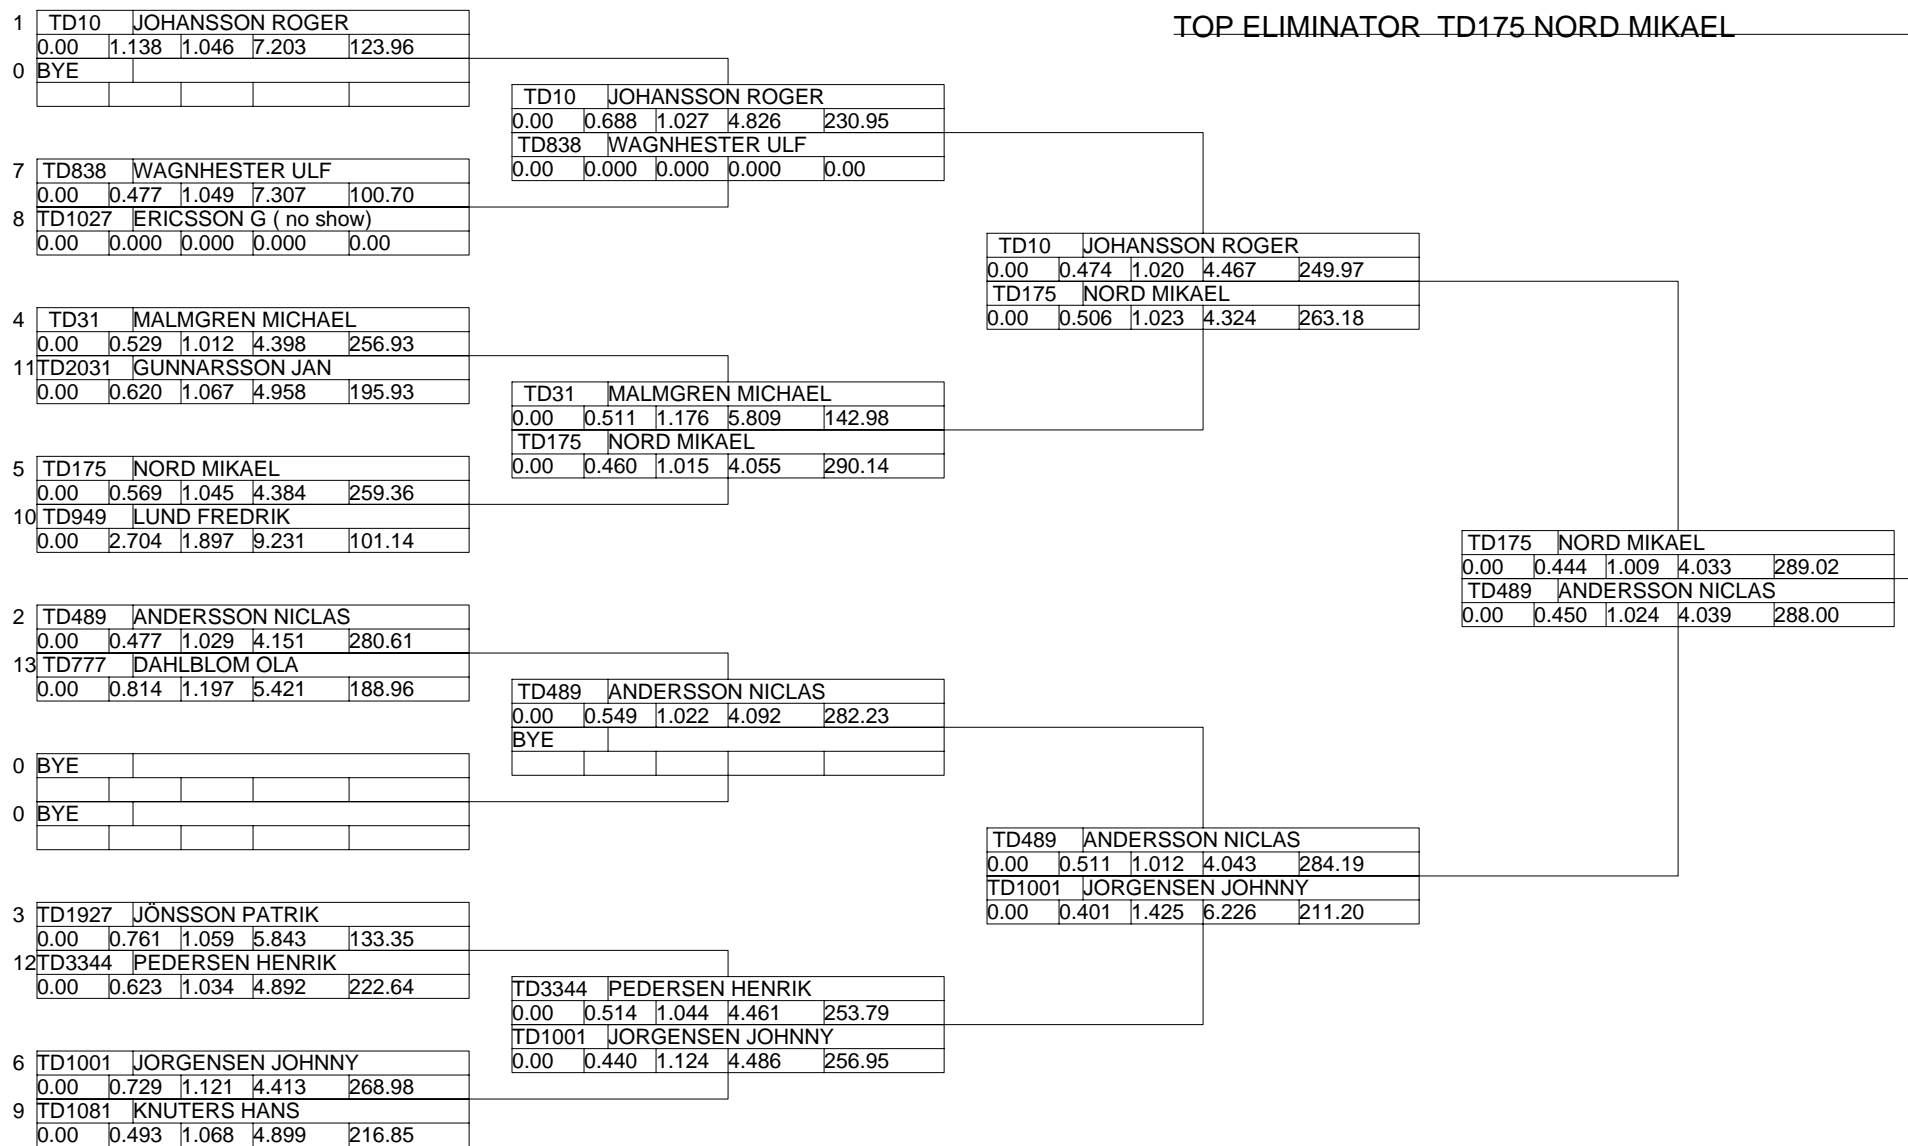 TOP ELIMINATOR TD175 NORD MIKAEL
1 TD10 JOHANSSON ROGER
0.00 1.138 1.046 7.203 123.96
0 BYE
7 TD838 WAGNHESTER ULF
0.00 0.477 1.049 7.307 100.70
8 TD1027 ERICSSON G ( no show)
0.00 0.000 0.000 0.000 0.00
4 TD31 MALMGREN MICHAEL
0.00 0.529 1.012 4.398 256.93
11 TD2031 GUNNARSSON JAN
0.00 0.620 1.067 4.958 195.93
5 TD175 NORD MIKAEL
0.00 0.569 1.045 4.384 259.36
10 TD949 LUND FREDRIK
0.00 2.704 1.897 9.231 101.14
2 TD489 ANDERSSON NICLAS
0.00 0.477 1.029 4.151 280.61
13 TD777 DAHLBLOM OLA
0.00 0.814 1.197 5.421 188.96
0 BYE
0 BYE
3 TD1927 JÖNSSON PATRIK
0.00 0.761 1.059 5.843 133.35
12 TD3344 PEDERSEN HENRIK
0.00 0.623 1.034 4.892 222.64
6 TD1001 JORGENSEN JOHNNY
0.00 0.729 1.121 4.413 268.98
9 TD1081 KNUTERS HANS
0.00 0.493 1.068 4.899 216.85
TD10 JOHANSSON ROGER
0.00 0.688 1.027 4.826 230.95
TD838 WAGNHESTER ULF
0.00 0.000 0.000 0.000 0.00
TD31 MALMGREN MICHAEL
0.00 0.511 1.176 5.809 142.98
TD175 NORD MIKAEL
0.00 0.460 1.015 4.055 290.14
TD489 ANDERSSON NICLAS
0.00 0.549 1.022 4.092 282.23
BYE
TD3344 PEDERSEN HENRIK
0.00 0.514 1.044 4.461 253.79
TD1001 JORGENSEN JOHNNY
0.00 0.440 1.124 4.486 256.95
TD10 JOHANSSON ROGER
0.00 0.474 1.020 4.467 249.97
TD175 NORD MIKAEL
0.00 0.506 1.023 4.324 263.18
TD489 ANDERSSON NICLAS
0.00 0.511 1.012 4.043 284.19
TD1001 JORGENSEN JOHNNY
0.00 0.401 1.425 6.226 211.20
TD175 NORD MIKAEL
0.00 0.444 1.009 4.033 289.02
TD489 ANDERSSON NICLAS
0.00 0.450 1.024 4.039 288.00